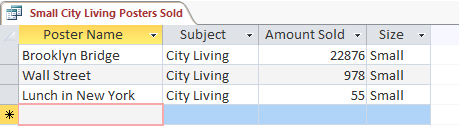 Small City Living Posters Sold
Poster Name Subject Amount Sold Size
Brooklyn Bridge City Living 22876 Small
Wall Street City Living 978 Small
Lunch in New York City Living 55 Small